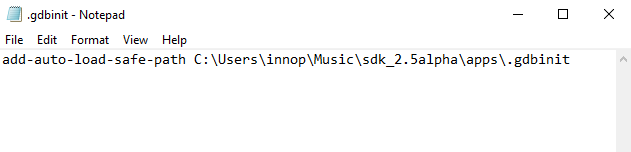 .gdbinit - Notepad
File Edit Format View Help
add-auto-load-safe-path C:\Users\innop\Music\sdk_2.5alpha\apps\.gdbinit